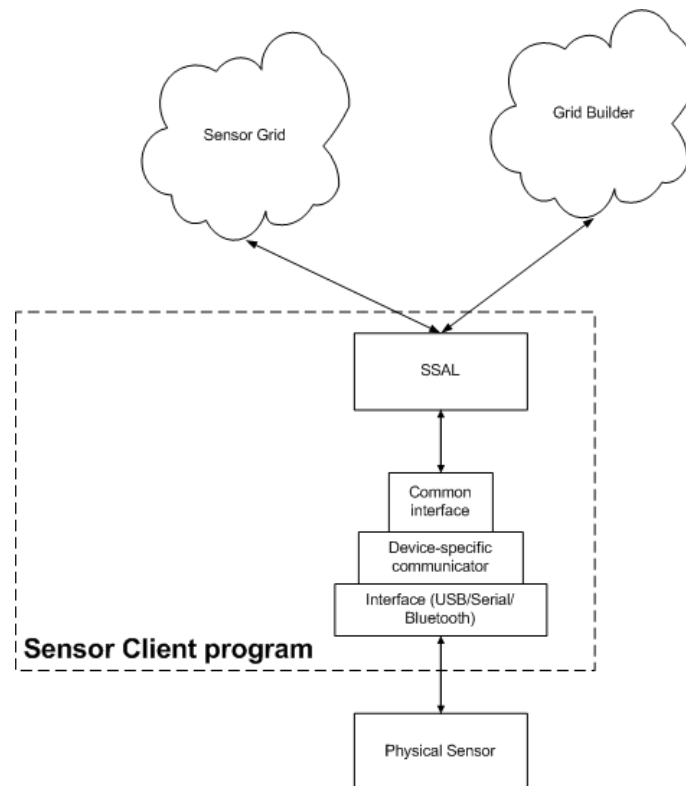 Sensor Grid
Grid Builder
SSAL
Common
interface
Device-specific
communicator
Interface (USB/Serial/
Bluetooth)
Sensor Client program
Physical Sensor